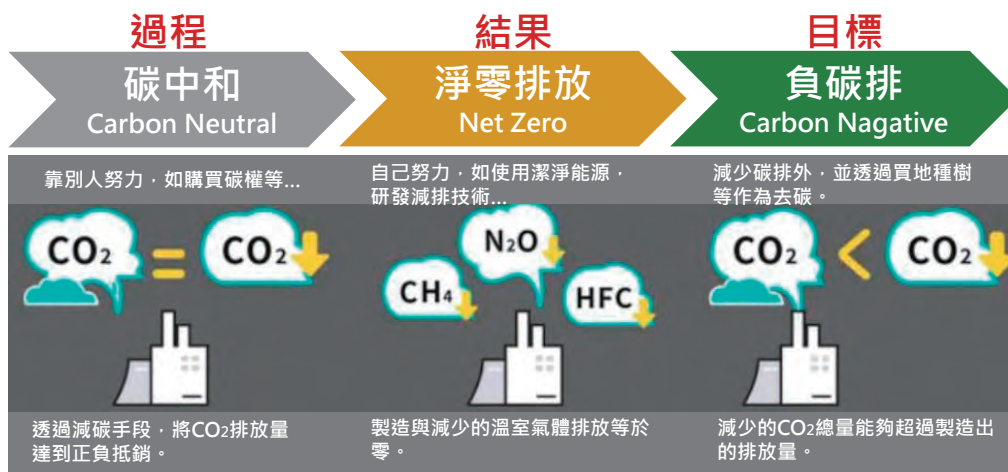 過程
碳中和
Carbon Neutral
靠別人努力，如購買碳權等...
CO2 = CO2
透過減碳手段，將CO2排放量
達到正負抵銷。
結果
淨零排放
Net Zero
自己努力，如使用潔淨能源，
研發減排技術...
N2O
CH4
HFC
製造與減少的溫室氣體排放等於
零。
目標
負碳排
Carbon Nagative
減少碳排外，並透過買地種樹
等作為去碳。
CO2 < CO2
減少的CO2總量能夠超過製造出
的排放量。